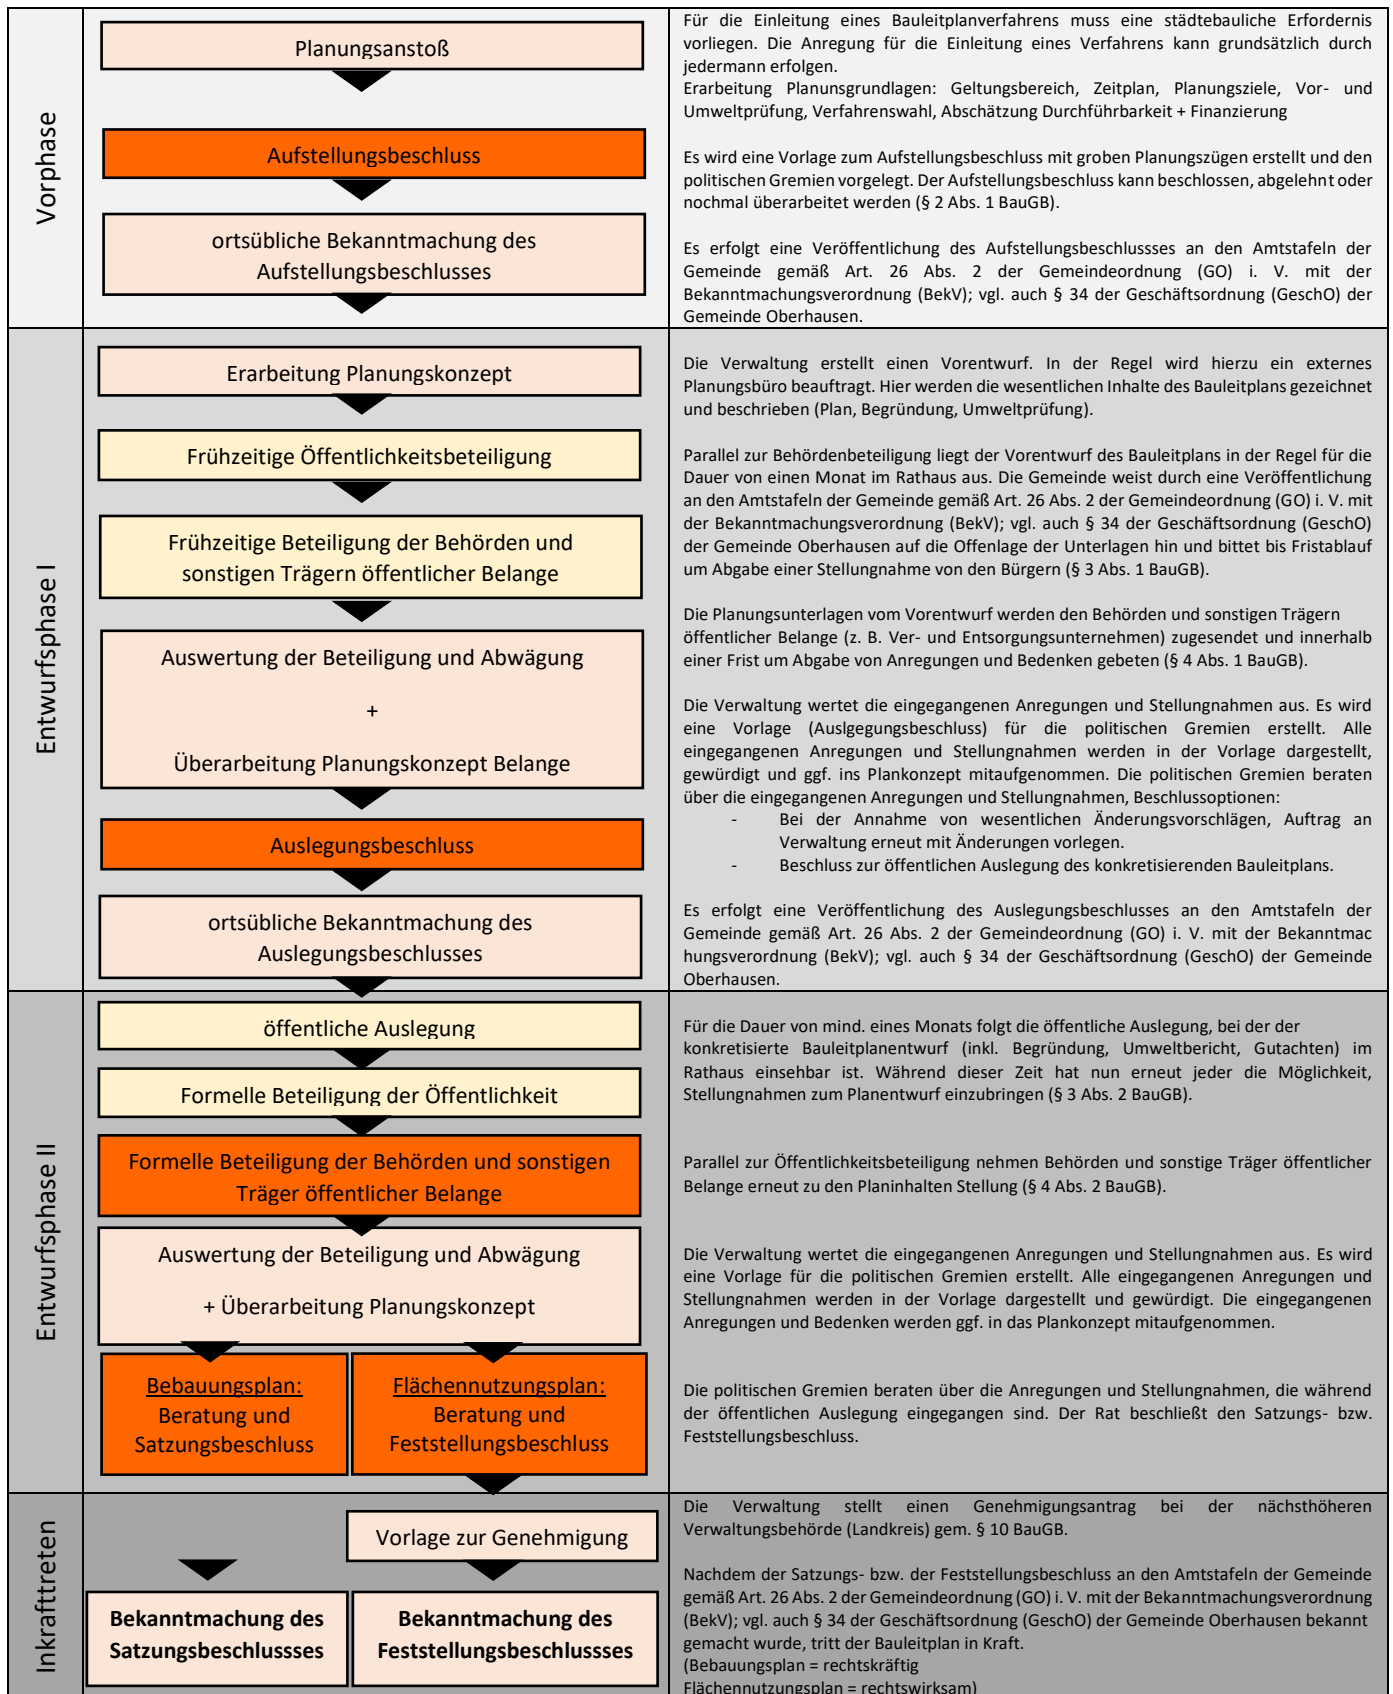 Vorphase
Planungsanstoß
Für die Einleitung eines Bauleitplanverfahrens muss eine städtebauliche Erfordernis
vorliegen. Die Anregung für die Einleitung eines Verfahrens kann grundsätzlich durch
jedermann erfolgen.
Erarbeitung Planunsgrundlagen: Geltungsbereich, Zeitplan, Planungsziele, Vor- und
Umweltprüfung, Verfahrenswahl, Abschätzung Durchführbarkeit + Finanzierung
Aufstellungsbeschluss
Es wird eine Vorlage zum Aufstellungsbeschluss mit groben Planungszügen erstellt und den
politischen Gremien vorgelegt. Der Aufstellungsbeschluss kann beschlossen, abgelehnt oder
nochmal überarbeitet werden (§ 2 Abs. 1 BauGB).
ortsübliche Bekanntmachung des
Aufstellungsbeschlusses
Es erfolgt eine Veröffentlichung des Aufstellungsbeschlussses an den Amtstafeln der
Gemeinde gemäß Art. 26 Abs. 2 der Gemeindeordnung (GO) i. V. mit der
Bekanntmachungsverordnung (BekV); vgl. auch § 34 der Geschäftsordnung (GeschO) der
Gemeinde Oberhausen.
Entwurfsphase I
Erarbeitung Planungskonzept
Die Verwaltung erstellt einen Vorentwurf. In der Regel wird hierzu ein externes
Planungsbüro beauftragt. Hier werden die wesentlichen Inhalte des Bauleitplans gezeichnet
und beschrieben (Plan, Begründung, Umweltprüfung).
Frühzeitige Öffentlichkeitsbeteiligung
Parallel zur Behördenbeteiligung liegt der Vorentwurf des Bauleitplans in der Regel für die
Dauer von einen Monat im Rathaus aus. Die Gemeinde weist durch eine Veröffentlichung
an den Amtstafeln der Gemeinde gemäß Art. 26 Abs. 2 der Gemeindeordnung (GO) i. V. mit
der Bekanntmachungsverordnung (BekV); vgl. auch § 34 der Geschäftsordnung (GeschO)
der Gemeinde Oberhausen auf die Offenlage der Unterlagen hin und bittet bis Fristablauf
um Abgabe einer Stellungnahme von den Bürgern (§ 3 Abs. 1 BauGB).
Frühzeitige Beteiligung der Behörden und
sonstigen Trägern öffentlicher Belange
Die Planungsunterlagen vom Vorentwurf werden den Behörden und sonstigen Trägern
öffentlicher Belange (z. B. Ver- und Entsorgungsunternehmen) zugesendet und innerhalb
einer Frist um Abgabe von Anregungen und Bedenken gebeten (§ 4 Abs. 1 BauGB).
Auswertung der Beteiligung und Abwägung
+
Überarbeitung Planungskonzept Belange
Die Verwaltung wertet die eingegangenen Anregungen und Stellungnahmen aus. Es wird
eine Vorlage (Auslgegungsbeschluss) für die politischen Gremien erstellt. Alle
eingegangenen Anregungen und Stellungnahmen werden in der Vorlage dargestellt,
gewürdigt und ggf. ins Plankonzept mitaufgenommen. Die politischen Gremien beraten
über die eingegangenen Anregungen und Stellungnahmen, Beschlussoptionen:
- Bei der Annahme von wesentlichen Änderungsvorschlägen, Auftrag an
Verwaltung erneut mit Änderungen vorlegen.
- Beschluss zur öffentlichen Auslegung des konkretisierenden Bauleitplans.
Auslegungsbeschluss
ortsübliche Bekanntmachung des
Auslegungsbeschlusses
Es erfolgt eine Veröffentlichung des Auslegungsbeschlusses an den Amtstafeln der
Gemeinde gemäß Art. 26 Abs. 2 der Gemeindeordnung (GO) i. V. mit der Bekanntmac
hungsverordnung (BekV); vgl. auch § 34 der Geschäftsordnung (GeschO) der Gemeinde
Oberhausen.
Entwurfsphase II
öffentliche Auslegung
Für die Dauer von mind. eines Monats folgt die öffentliche Auslegung, bei der der
konkretisierte Bauleitplanentwurf (inkl. Begründung, Umweltbericht, Gutachten) im
Rathaus einsehbar ist. Während dieser Zeit hat nun erneut jeder die Möglichkeit,
Stellungnahmen zum Planentwurf einzubringen (§ 3 Abs. 2 BauGB).
Formelle Beteiligung der Öffentlichkeit
Formelle Beteiligung der Behörden und sonstigen
Träger öffentlicher Belange
Parallel zur Öffentlichkeitsbeteiligung nehmen Behörden und sonstige Träger öffentlicher
Belange erneut zu den Planinhalten Stellung (§ 4 Abs. 2 BauGB).
Auswertung der Beteiligung und Abwägung
+ Überarbeitung Planungskonzept
Die Verwaltung wertet die eingegangenen Anregungen und Stellungnahmen aus. Es wird
eine Vorlage für die politischen Gremien erstellt. Alle eingegangenen Anregungen und
Stellungnahmen werden in der Vorlage dargestellt und gewürdigt. Die eingegangenen
Anregungen und Bedenken werden ggf. in das Plankonzept mitaufgenommen.
Bebauungsplan:
Beratung und
Satzungsbeschluss
Flächennutzungsplan:
Beratung und
Feststellungsbeschluss
Die politischen Gremien beraten über die Anregungen und Stellungnahmen, die während
der öffentlichen Auslegung eingegangen sind. Der Rat beschließt den Satzungs- bzw.
Feststellungsbeschluss.
Inkrafttreten
Vorlage zur Genehmigung
Die Verwaltung stellt einen Genehmigungsantrag bei der nächsthöheren
Verwaltungsbehörde (Landkreis) gem. § 10 BauGB.
Bekanntmachung des
Satzungsbeschlussses
Bekanntmachung des
Feststellungsbeschlussses
Nachdem der Satzungs- bzw. der Feststellungsbeschluss an den Amtstafeln der Gemeinde
gemäß Art. 26 Abs. 2 der Gemeindeordnung (GO) i. V. mit der Bekanntmachungsverordnung
(BekV); vgl. auch § 34 der Geschäftsordnung (GeschO) der Gemeinde Oberhausen bekannt
gemacht wurde, tritt der Bauleitplan in Kraft.
(Bebauungsplan = rechtskräftig
Flächennutzungsplan = rechtswirksam)